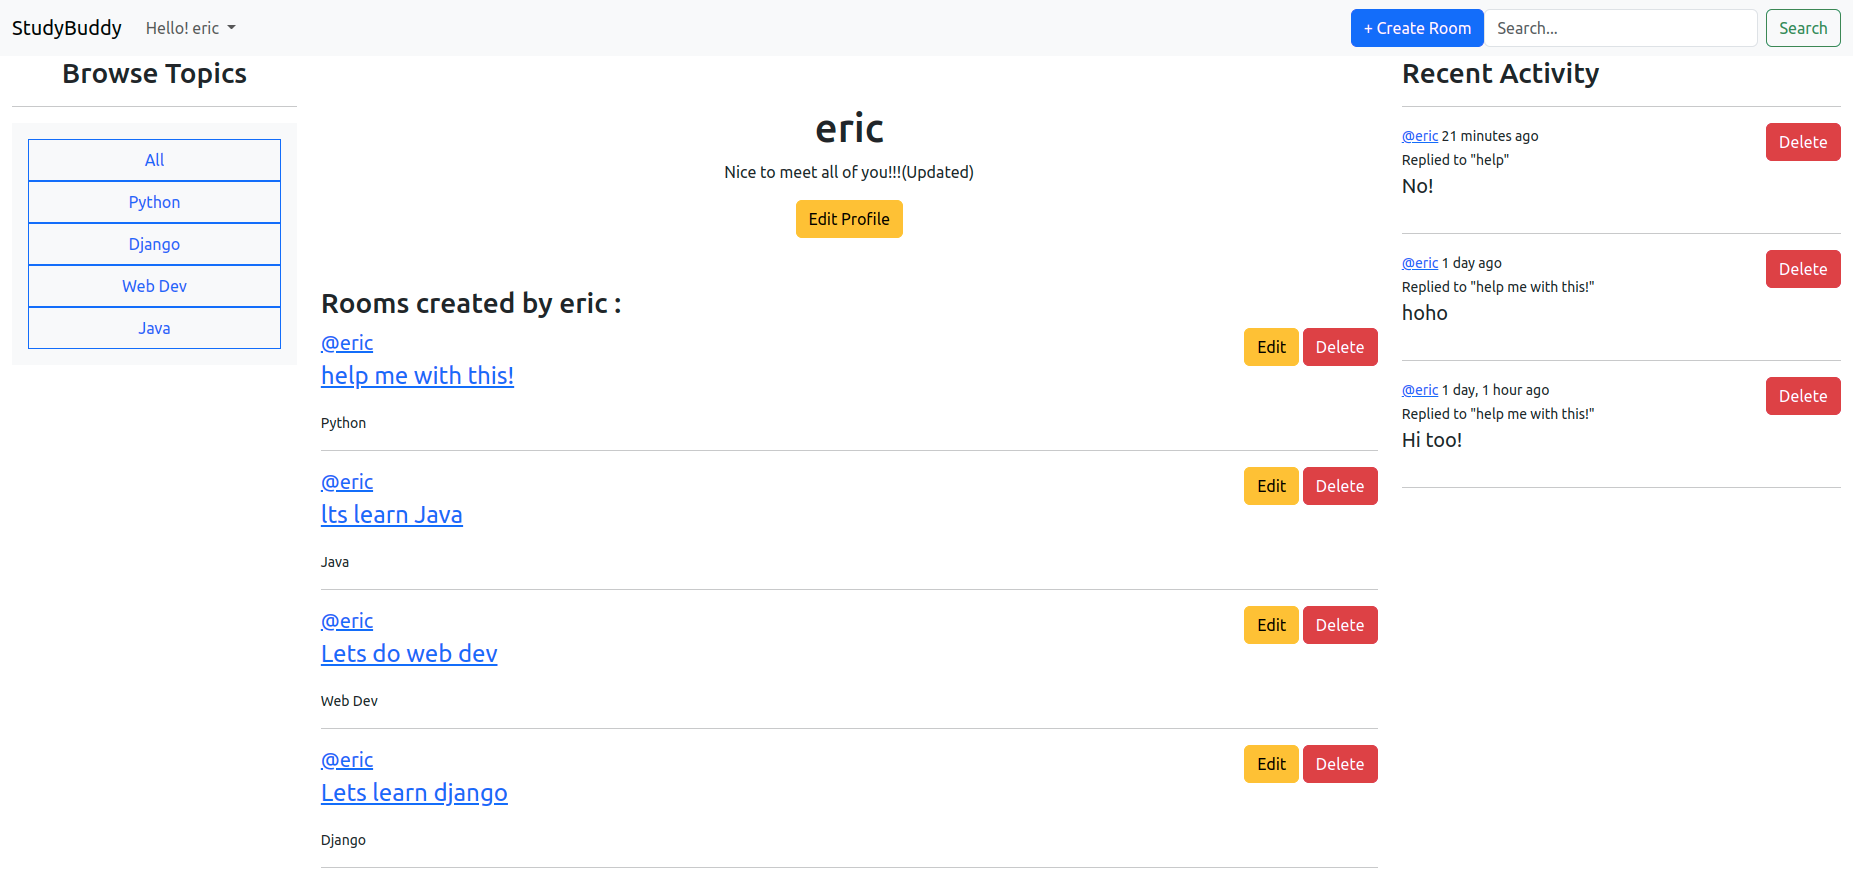 StudyBuddy Hello! eric + Create Room Search... Search
Browse Topics
All
Python
Django
Web Dev
Java
eric
Nice to meet all of you!!!(Updated)
Edit Profile
Rooms created by eric :
@eric Edit Delete
help me with this!
Python
@eric Edit Delete
lts learn Java
Java
@eric Edit Delete
Lets do web dev
Web Dev
@eric Edit Delete
Lets learn django
Django
Recent Activity
@eric 21 minutes ago Delete
Replied to "help"
No!
@eric 1 day ago Delete
Replied to "help me with this!"
hoho
@eric 1 day, 1 hour ago Delete
Replied to "help me with this!"
Hi too!